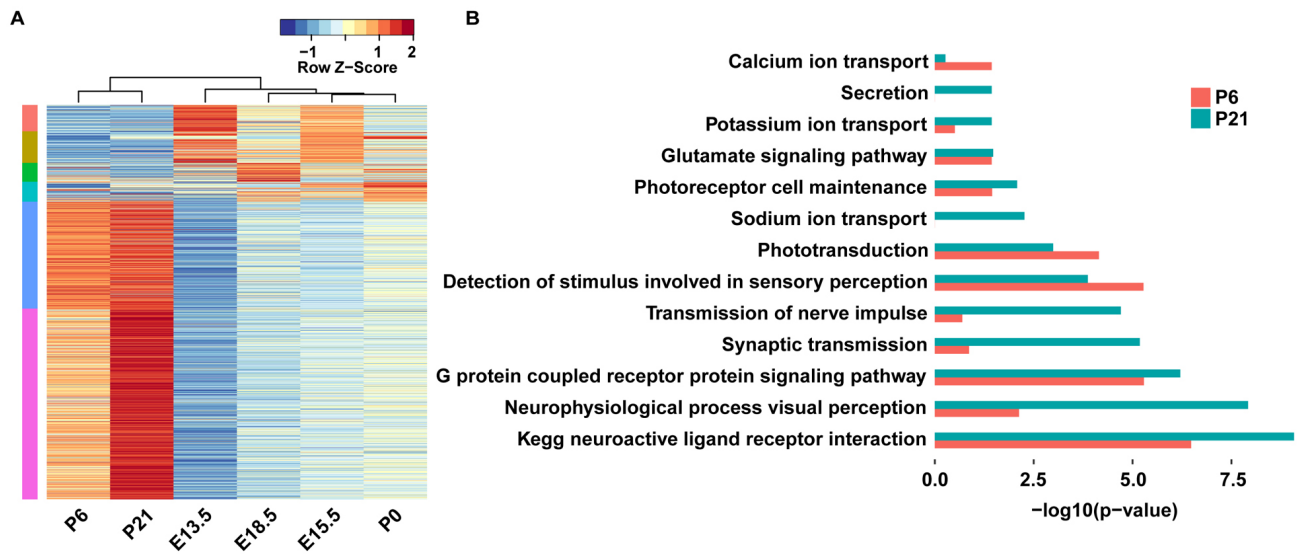 A
−1 1 2
Row Z−Score
P6 P21 E13.5 E18.5 E15.5 P0
B
Calcium ion transport
Secretion
Potassium ion transport
Glutamate signaling pathway
Photoreceptor cell maintenance
Sodium ion transport
Phototransduction
Detection of stimulus involved in sensory perception
Transmission of nerve impulse
Synaptic transmission
G protein coupled receptor protein signaling pathway
Neurophysiological process visual perception
Kegg neuroactive ligand receptor interaction
0.0 2.5 5.0 7.5
−log10(p−value)
P6
P21